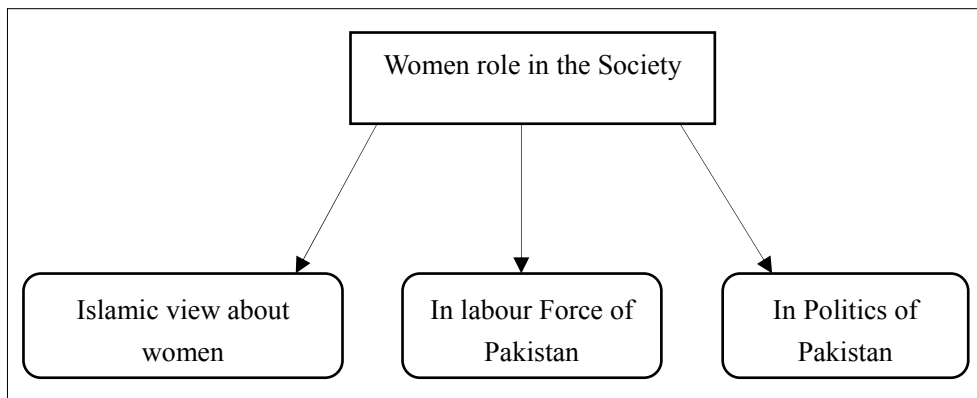 Women role in the Society
Islamic view about
women
In labour Force of
Pakistan
In Politics of
Pakistan